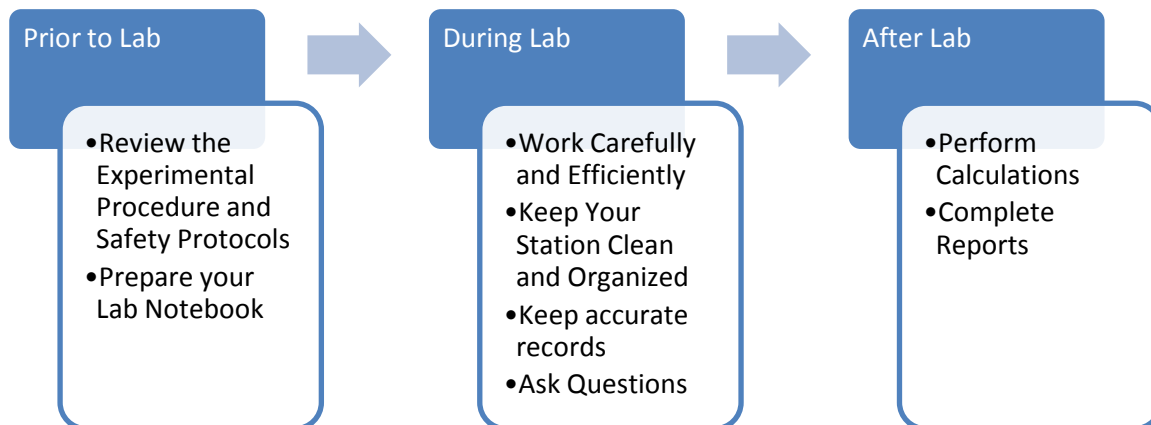 Prior to Lab
•Review the
Experimental
Procedure and
Safety Protocols
•Prepare your
Lab Notebook
During Lab
•Work Carefully
and Efficiently
•Keep Your
Station Clean
and Organized
•Keep accurate
records
•Ask Questions
After Lab
•Perform
Calculations
•Complete
Reports